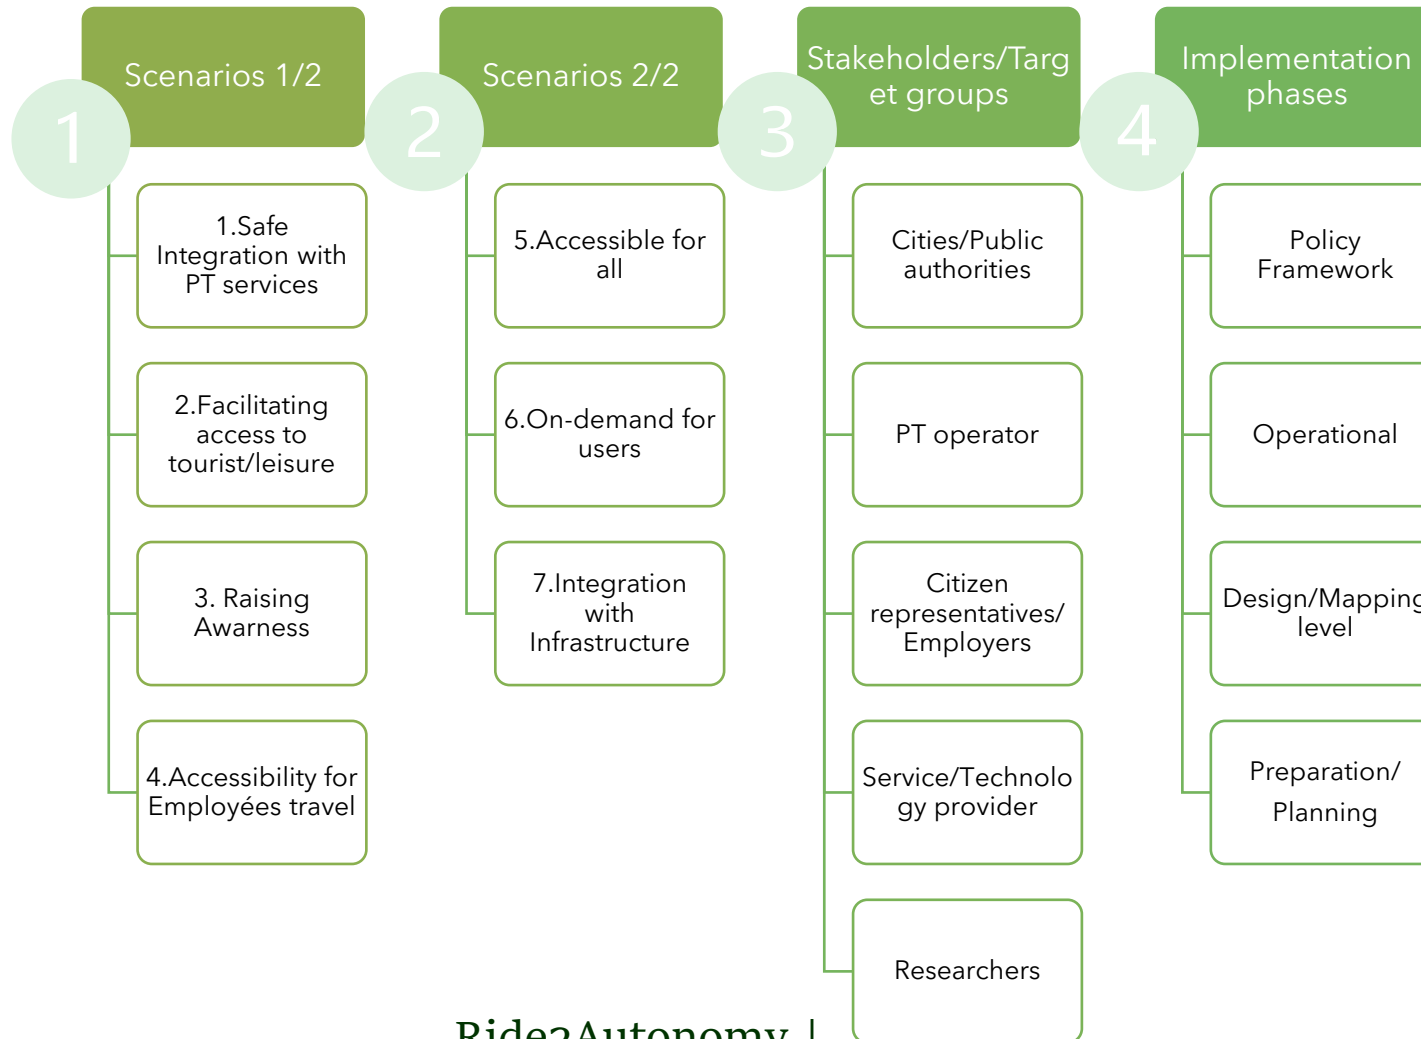 1
Scenarios 1/2
1.Safe
Integration with
PT services
2.Facilitating
access to
tourist/leisure
3. Raising
Awarness
4.Accessibility for
Employées travel
2
Scenarios 2/2
5.Accessible for
all
6.On-demand for
users
7.Integration
with
Infrastructure
3
Stakeholders/Targ
et groups
Cities/Public
authorities
PT operator
Citizen
representatives/
Employers
Service/Technolo
gy provider
Researchers
4
Implementation
phases
Policy
Framework
Operational
Design/Mapping
level
Preparation/
Planning
Ride2Autonomy |